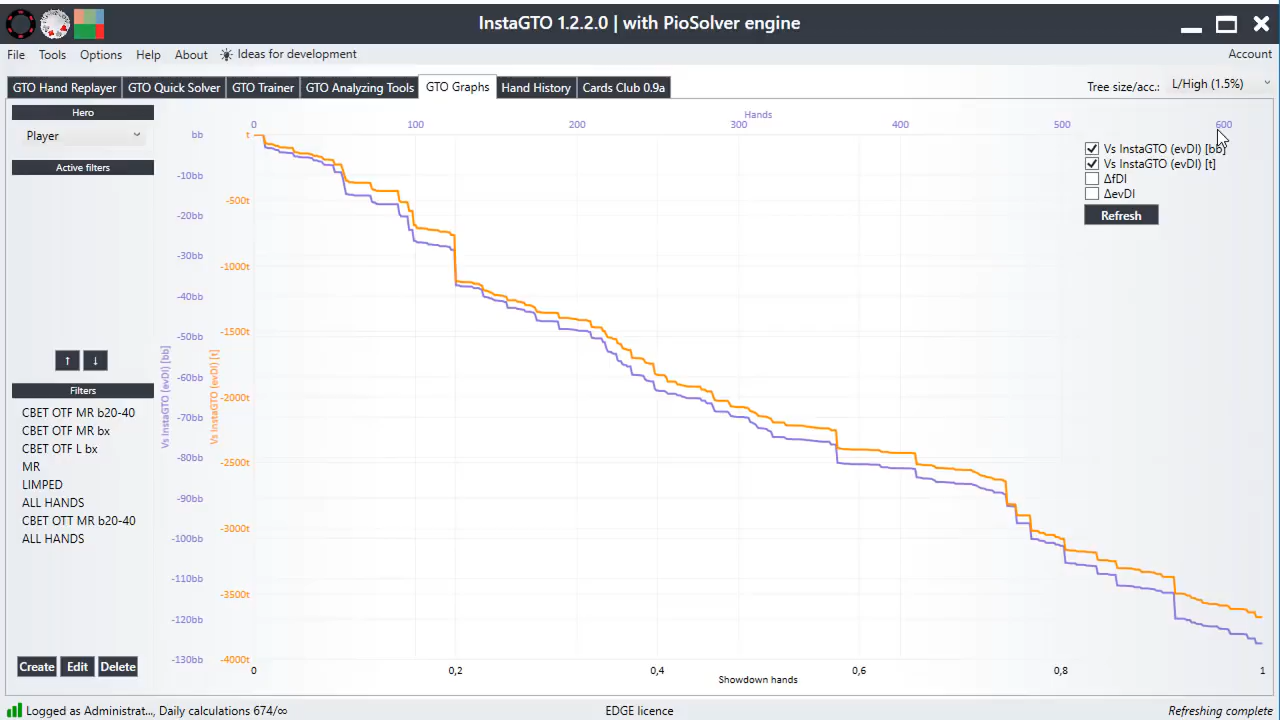 InstaGTO 1.2.2.0 | with PioSolver engine
File Tools Options Help About Ideas for development Account
GTO Hand Replayer GTO Quick Solver GTO Trainer GTO Analyzing Tools GTO Graphs Hand History Cards Club 0.9a
Tree size/acc.: L/High (1.5%)
Hero
Player
Active filters
↑ ↓
Filters
CBET OTF MR b20-40
CBET OTF MR bx
CBET OTF L bx
MR
LIMPED
ALL HANDS
CBET OTT MR b20-40
ALL HANDS
Create Edit Delete
Hands
0 100 200 300 400 500 600
bb
-10bb
-20bb
-30bb
-40bb
-50bb
-60bb
-70bb
-80bb
-90bb
-100bb
-110bb
-120bb
-130bb
Vs InstaGTO (evDI) [bb]
t
-500t
-1000t
-1500t
-2000t
-2500t
-3000t
-3500t
-4000t
Vs InstaGTO (evDI) [t]
Vs InstaGTO (evDI) [bb]
Vs InstaGTO (evDI) [t]
ΔfDI
ΔevDI
Refresh
0 0,2 0,4 0,6 0,8 1
Showdown hands
Logged as Administrat..., Daily calculations 674/∞
EDGE licence
Refreshing complete